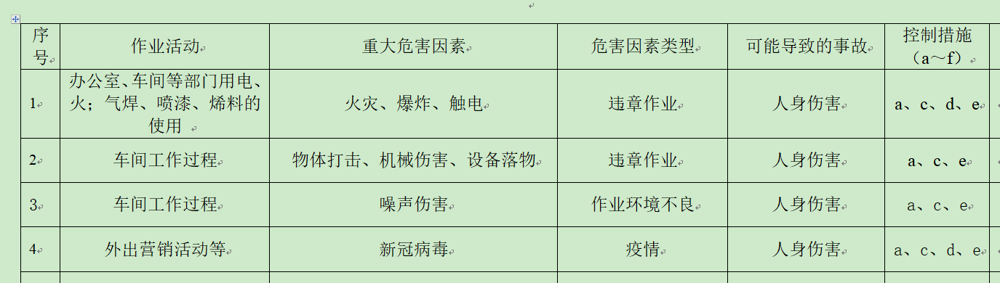 序号 作业活动 重大危害因素 危害因素类型 可能导致的事故 控制措施（a～f）
1 办公室、车间等部门用电、火；气焊、喷漆、烯料的使用 火灾、爆炸、触电 违章作业 人身伤害 a、c、d、e
2 车间工作过程 物体打击、机械伤害、设备落物 违章作业 人身伤害 a、c、e
3 车间工作过程 噪声伤害 作业环境不良 人身伤害 a、c、e
4 外出营销活动等 新冠病毒 疫情 人身伤害 a、c、d、e